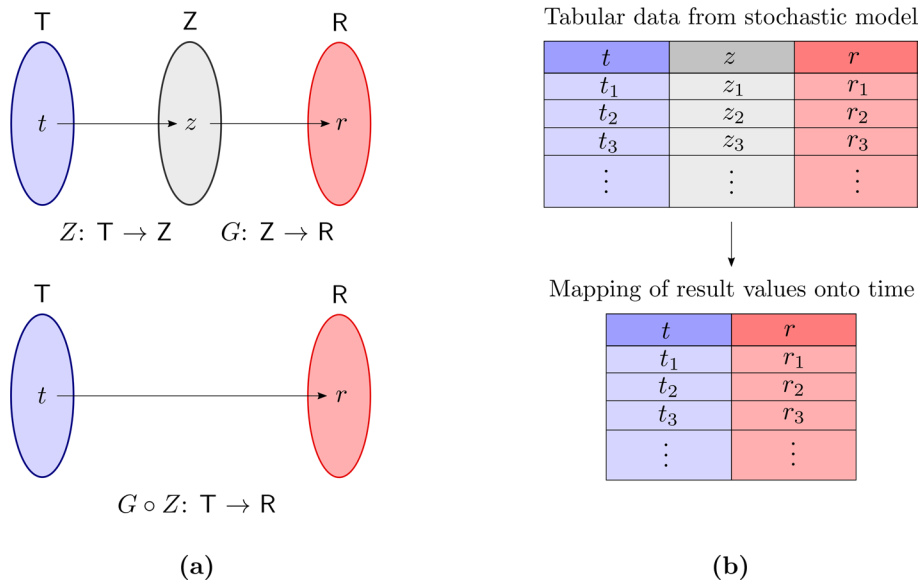 T Z R
t z r
Z: T → Z G: Z → R
T R
t r
G ∘ Z: T → R
(a)
Tabular data from stochastic model
t z r
t₁ z₁ r₁
t₂ z₂ r₂
t₃ z₃ r₃
⋮ ⋮ ⋮
Mapping of result values onto time
t r
t₁ r₁
t₂ r₂
t₃ r₃
⋮ ⋮
(b)